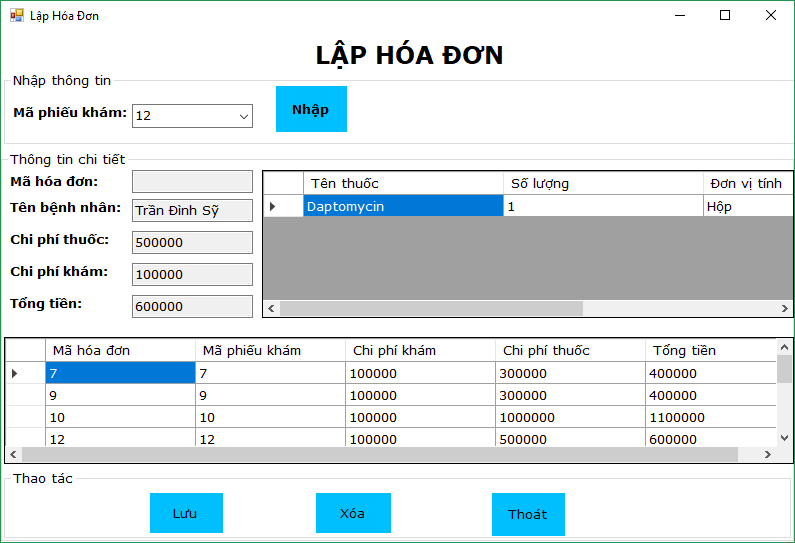 Lập Hóa Đơn
LẬP HÓA ĐƠN
Nhập thông tin
Mã phiếu khám: 12 Nhập
Thông tin chi tiết
Mã hóa đơn:
Tên bệnh nhân: Trần Đình Sỹ
Chi phí thuốc: 500000
Chi phí khám: 100000
Tổng tiền: 600000
Tên thuốc Số lượng Đơn vị tính
Daptomycin 1 Hộp
Mã hóa đơn Mã phiếu khám Chi phí khám Chi phí thuốc Tổng tiền
7 7 100000 300000 400000
9 9 100000 300000 400000
10 10 100000 1000000 1100000
12 12 100000 500000 600000
Thao tác
Lưu Xóa Thoát